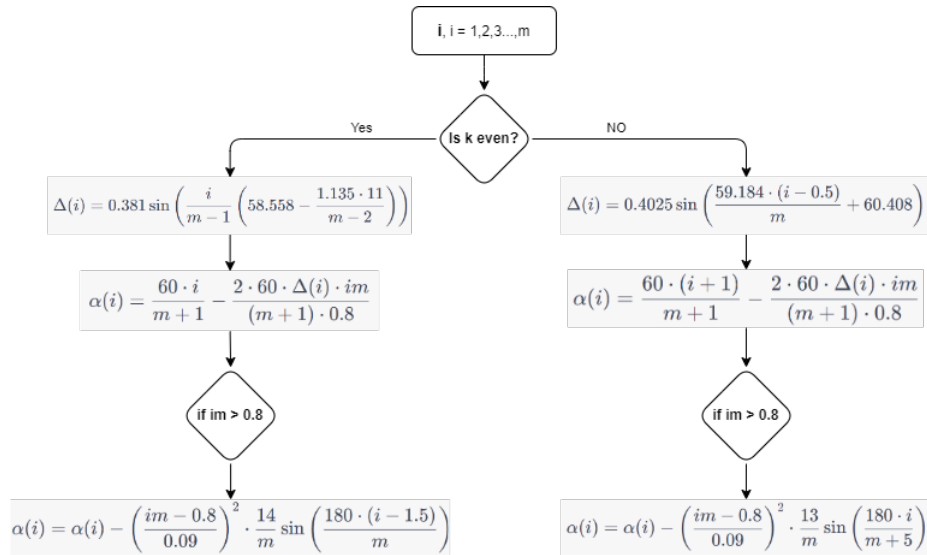 i, i = 1,2,3...,m
Is k even?
Yes
NO
Δ(i) = 0.381 sin ( i / (m − 1) ( 58.558 − (1.135 · 11) / (m − 2) ) )
Δ(i) = 0.4025 sin ( (59.184 · (i − 0.5)) / m + 60.408 )
α(i) = (60 · i) / (m + 1) − (2 · 60 · Δ(i) · im) / ((m + 1) · 0.8)
α(i) = (60 · (i + 1)) / (m + 1) − (2 · 60 · Δ(i) · im) / ((m + 1) · 0.8)
if im > 0.8
if im > 0.8
α(i) = α(i) − ( (im − 0.8) / 0.09 )² · 14 / m sin ( (180 · (i − 1.5)) / m )
α(i) = α(i) − ( (im − 0.8) / 0.09 )² · 13 / m sin ( (180 · i) / (m + 5) )